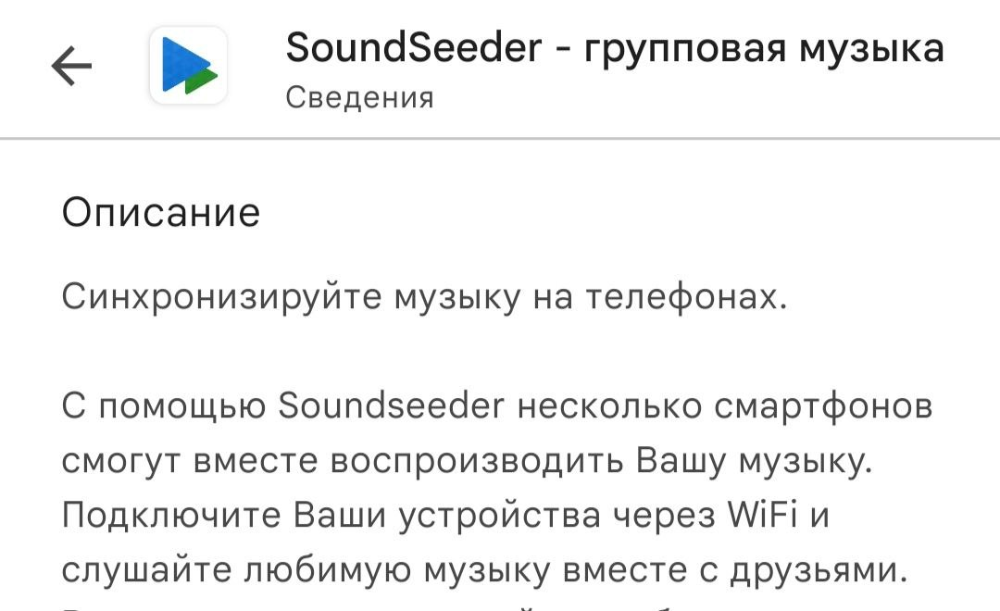 SoundSeeder - групповая музыка
Сведения
Описание
Синхронизируйте музыку на телефонах.
С помощью Soundseeder несколько смартфонов
смогут вместе воспроизводить Вашу музыку.
Подключите Ваши устройства через WiFi и
слушайте любимую музыку вместе с друзьями.